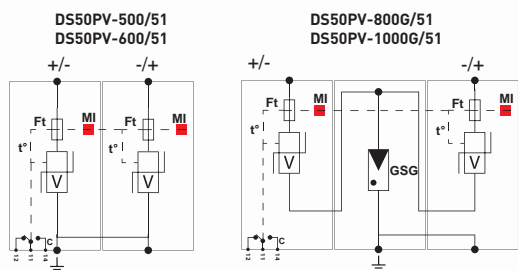 DS50PV-500/51
DS50PV-600/51
+/-
-/+
Ft
MI
Ft
MI
t°
t°
V
V
C
12
11
14
DS50PV-800G/51
DS50PV-1000G/51
+/-
-/+
Ft
MI
Ft
MI
t°
t°
V
GSG
V
C
12
11
14